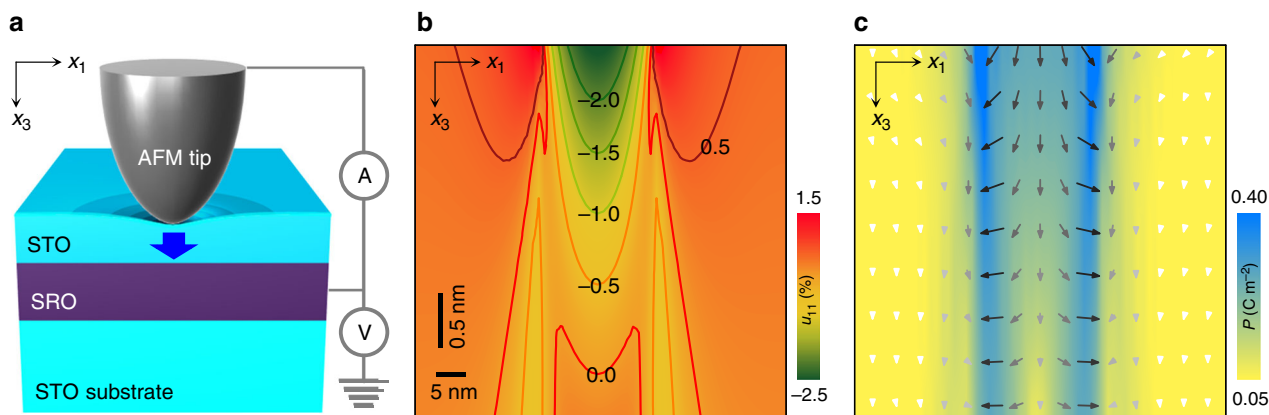 a
x1
x3
AFM tip
A
STO
SRO
V
STO substrate
b
x1
x3
−2.0
−1.5
0.5
−1.0
−0.5
0.0
0.5 nm
5 nm
1.5
u11 (%)
−2.5
c
x1
x3
0.40
P (C m−2)
0.05